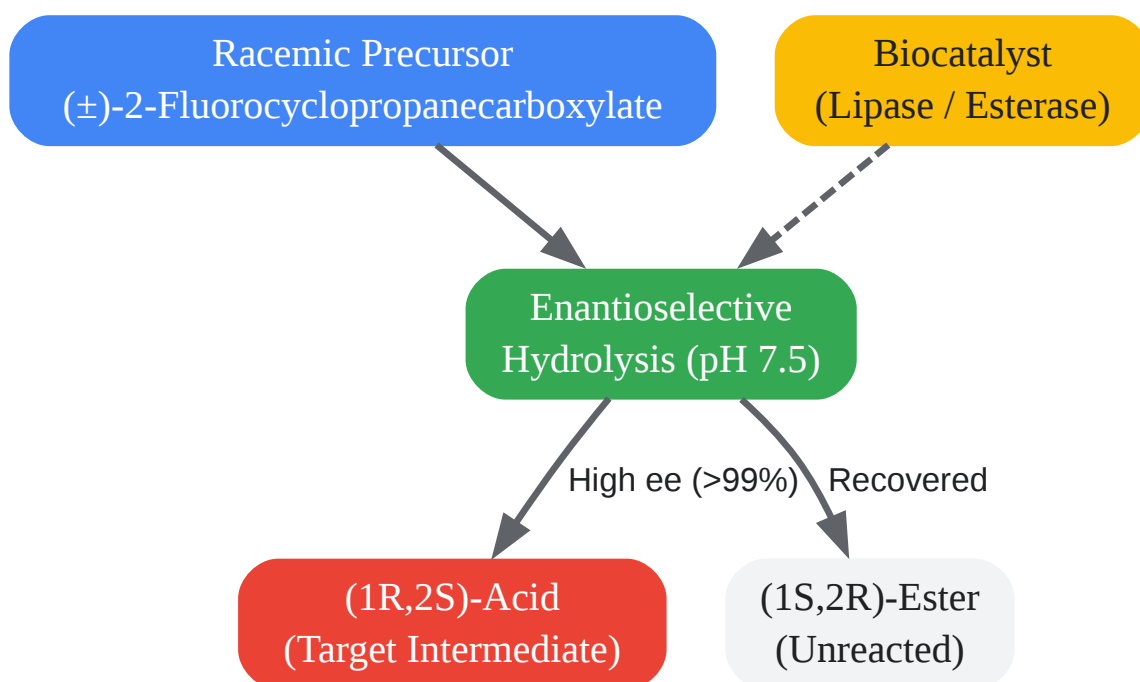 Racemic Precursor
(±)-2-Fluorocyclopropanecarboxylate
Biocatalyst
(Lipase / Esterase)
Enantioselective
Hydrolysis (pH 7.5)
High ee (>99%)
Recovered
(1R,2S)-Acid
(Target Intermediate)
(1S,2R)-Ester
(Unreacted)